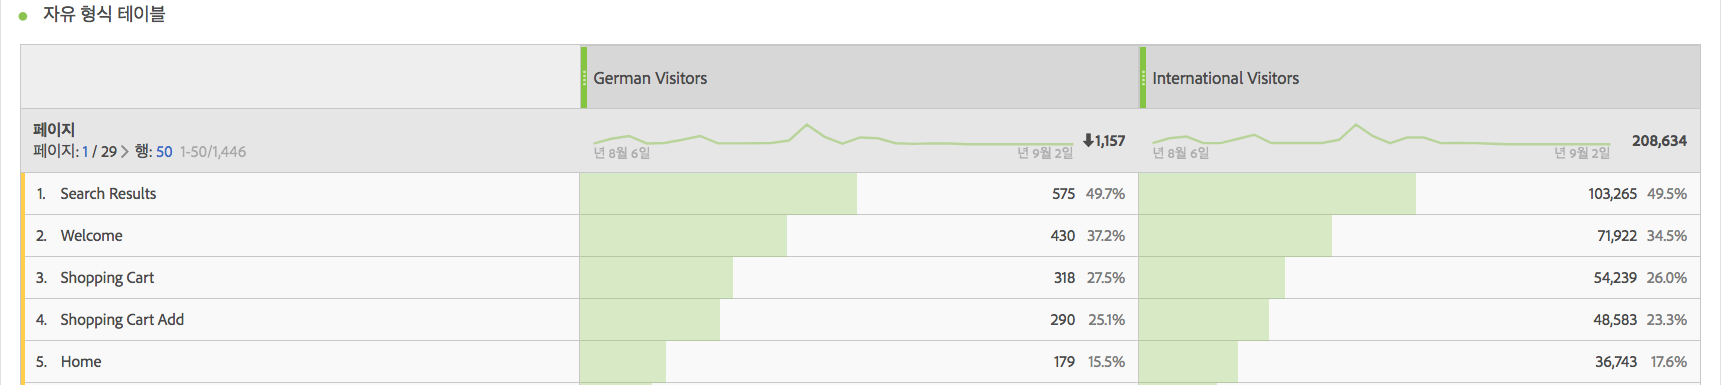 자유 형식 테이블
German Visitors International Visitors
페이지
페이지: 1 / 29 > 행: 50 1-50/1,446
년 8월 6일 년 9월 2일 ↓1,157 년 8월 6일 년 9월 2일 208,634
1. Search Results 575 49.7% 103,265 49.5%
2. Welcome 430 37.2% 71,922 34.5%
3. Shopping Cart 318 27.5% 54,239 26.0%
4. Shopping Cart Add 290 25.1% 48,583 23.3%
5. Home 179 15.5% 36,743 17.6%